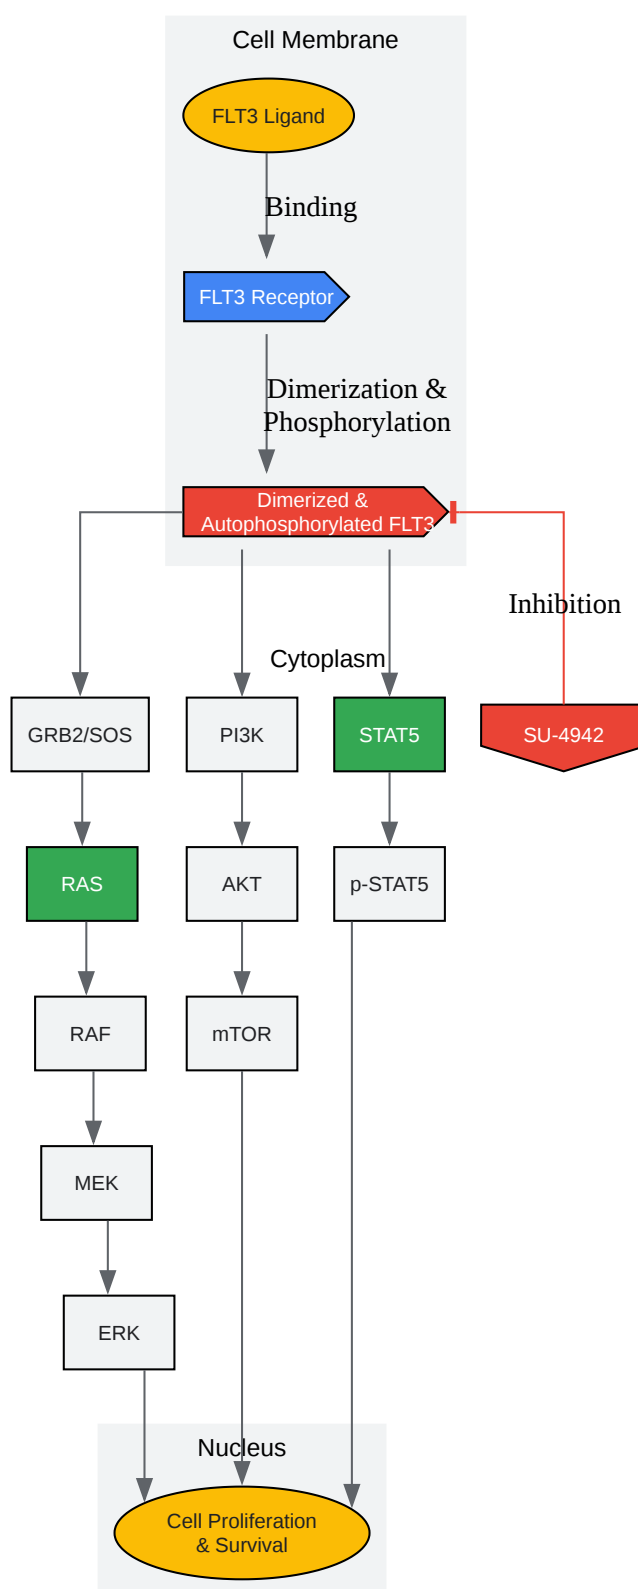 Cell Membrane
FLT3 Ligand
Binding
FLT3 Receptor
Dimerization &
Phosphorylation
Dimerized &
Autophosphorylated FLT3
Inhibition
Cytoplasm
GRB2/SOS
PI3K
STAT5
SU-4942
RAS
AKT
p-STAT5
RAF
mTOR
MEK
ERK
Nucleus
Cell Proliferation
& Survival